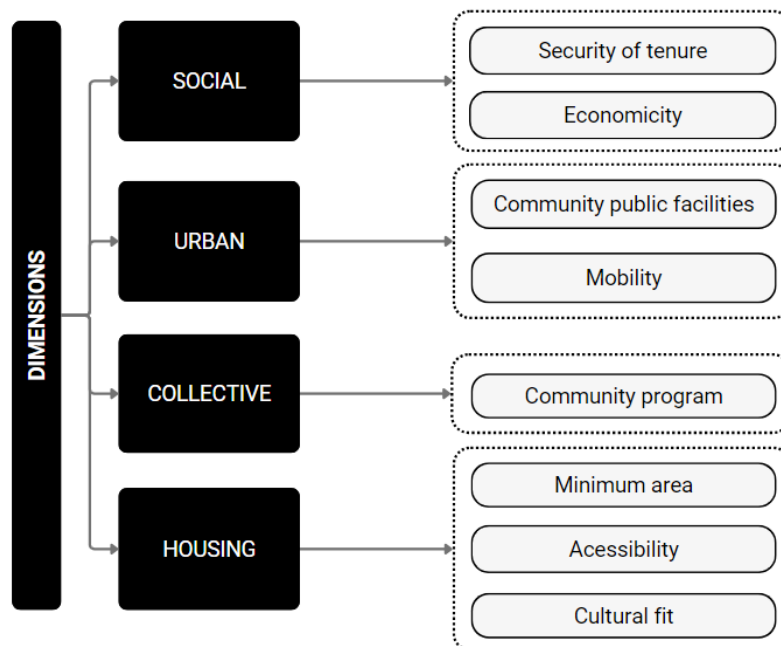 DIMENSIONS
SOCIAL
Security of tenure
Economicity
URBAN
Community public facilities
Mobility
COLLECTIVE
Community program
HOUSING
Minimum area
Acessibility
Cultural fit